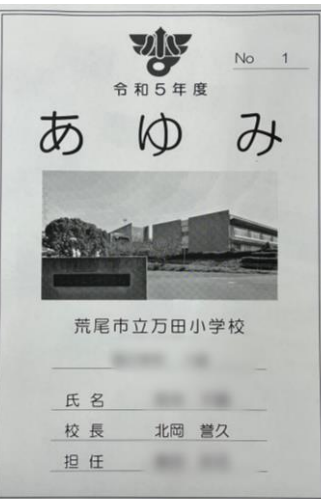 No 1
令和5年度
あゆみ
荒尾市立万田小学校
氏名
校長 北岡 誉久
担任